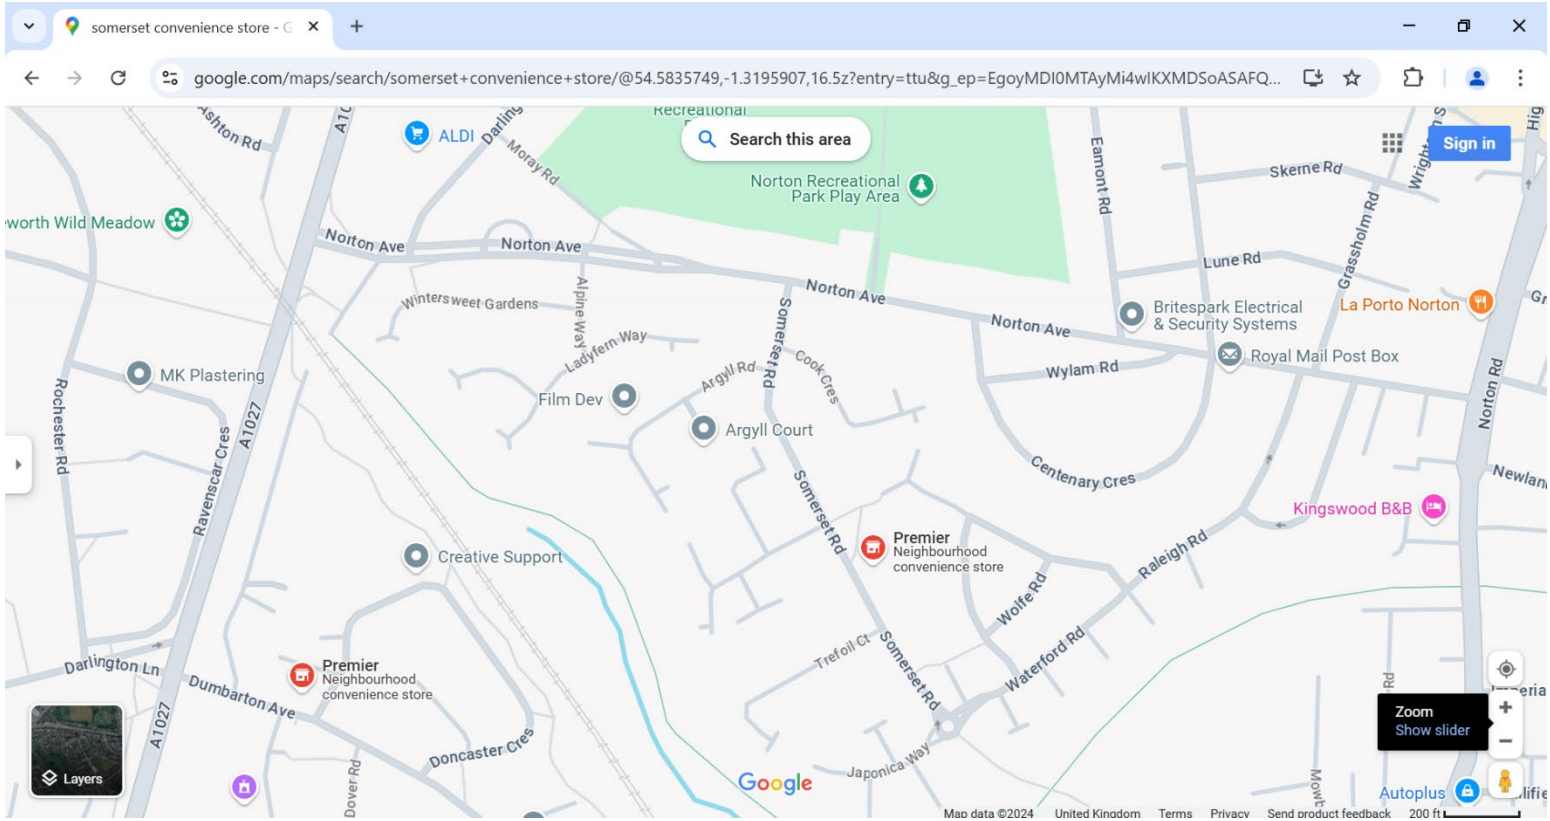 somerset convenience store - G
google.com/maps/search/somerset+convenience+store/@54.5835749,-1.3195907,16.5z?entry=ttu&g_ep=EgoyMDI0MTAyMi4wIKXMDSoASAFQ...
Ashton Rd
A10
ALDI
Darling
Moray Rd
Recreational
Search this area
Norton Recreational
Park Play Area
Eamont Rd
Skerne Rd
Sign in
Hig
eworth Wild Meadow
Norton Ave
Norton Ave
Lune Rd
Grassholm Rd
Wintersweet Gardens
Alpine Way
Norton Ave
Somerset Rd
Norton Ave
Britespark Electrical
& Security Systems
La Porto Norton
Gr
Ladyfern Way
Cook Cres
Wylam Rd
Royal Mail Post Box
MK Plastering
Argyll Rd
Film Dev
Norton Rd
Rochester Rd
A1027
Argyll Court
Ravenscar Cres
Centenary Cres
Newlan
Somerset Rd
Kingswood B&B
Premier
Neighbourhood
convenience store
Raleigh Rd
Creative Support
Wolfe Rd
Trefoil Ct
Somerset Rd
Waterford Rd
Darlington Ln
Premier
Neighbourhood
convenience store
Dumbarton Ave
Rd
Imperia
A1027
Zoom
Show slider
Doncaster Cres
Japonica Way
Layers
Dover Rd
Google
Mowb
Autoplus
lifie
Map data ©2024 United Kingdom Terms Privacy Send product feedback 200 ft